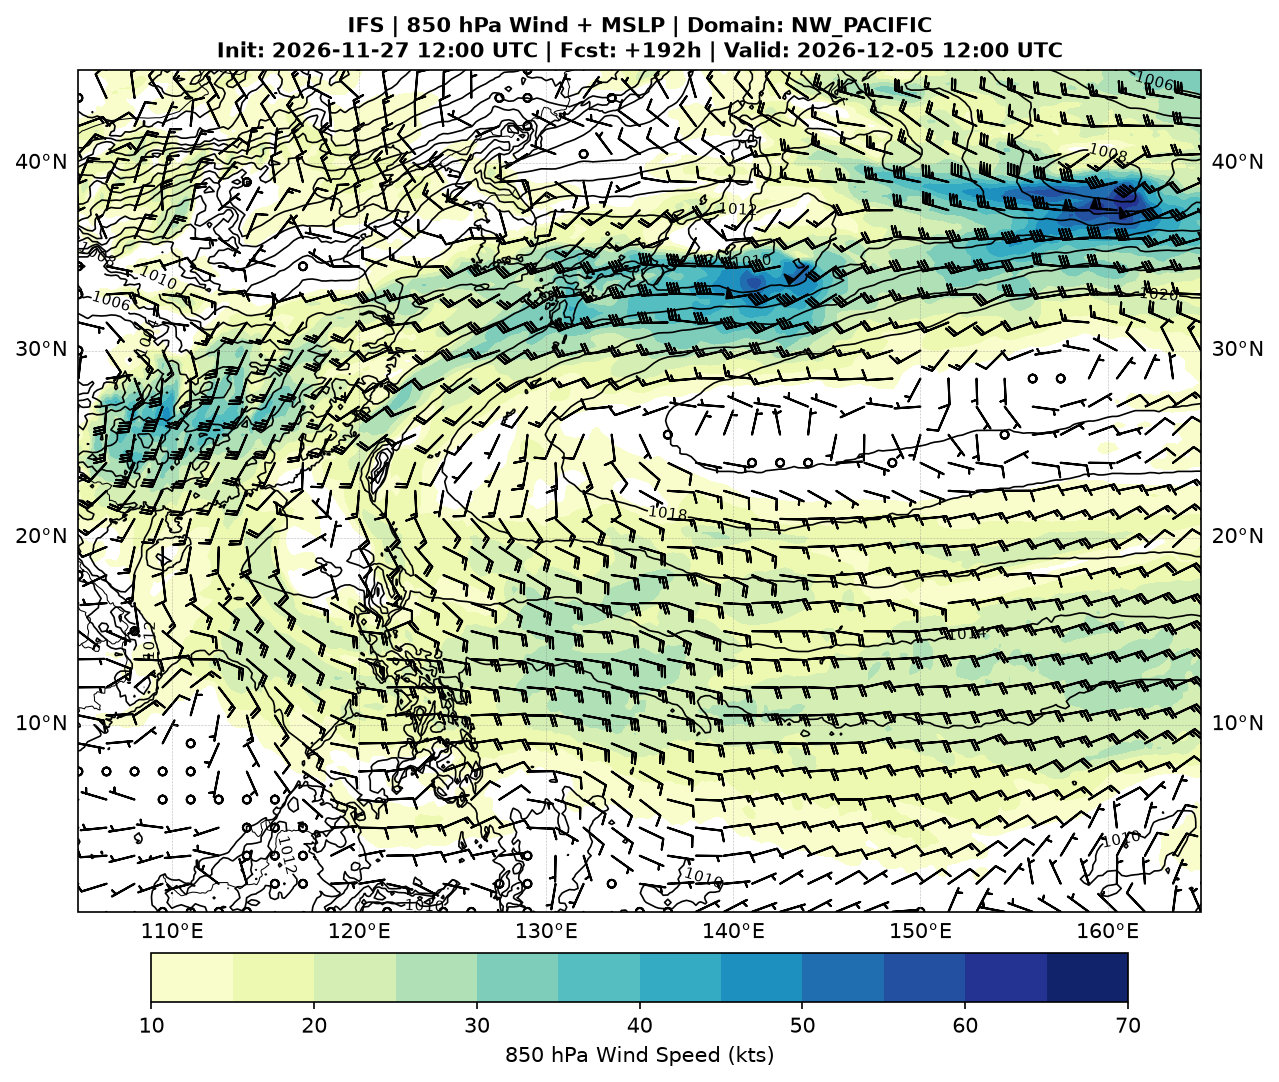 IFS | 850 hPa Wind + MSLP | Domain: NW_PACIFIC
Init: 2026-11-27 12:00 UTC | Fcst: +192h | Valid: 2026-12-05 12:00 UTC
1006
40°N
1008
40°N
1012
1010
1010
1006
1020
30°N
30°N
1018
20°N
20°N
1014
1012
10°N
10°N
1010
1012
1010
1010
110°E
120°E
130°E
140°E
150°E
160°E
10
20
30
40
50
60
70
850 hPa Wind Speed (kts)